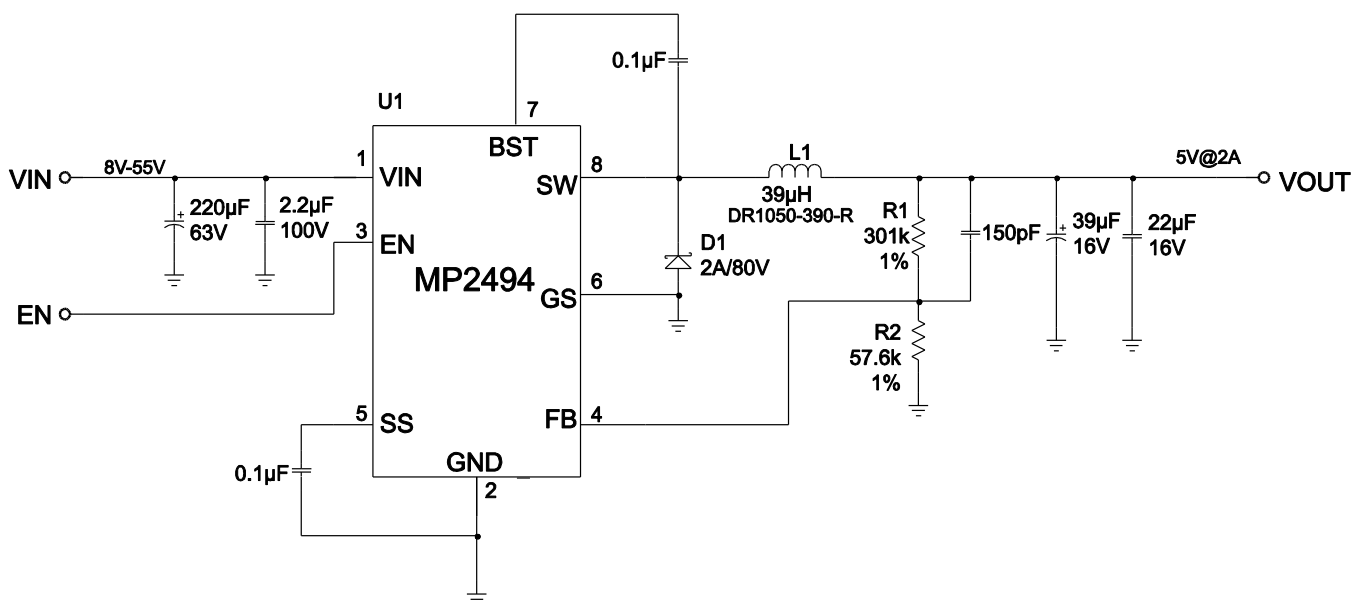 0.1µF
U1
7
BST
VIN
8V-55V
1
VIN
8
SW
L1
39µH
DR1050-390-R
5V@2A
VOUT
+
220µF
63V
2.2µF
100V
3
EN
MP2494
D1
2A/80V
R1
301k
1%
150pF
+
39µF
16V
22µF
16V
6
GS
EN
R2
57.6k
1%
5
SS
FB
4
0.1µF
GND
2